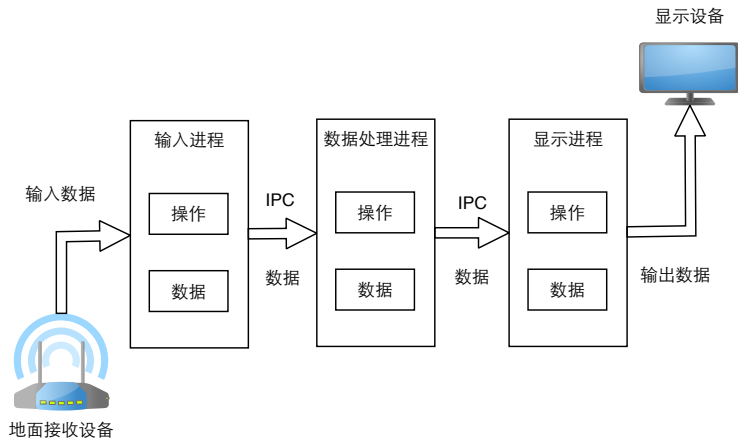 显示设备
输入进程
数据处理进程
显示进程
输入数据
操作
IPC
操作
IPC
操作
数据
数据
数据
数据
数据
输出数据
地面接收设备